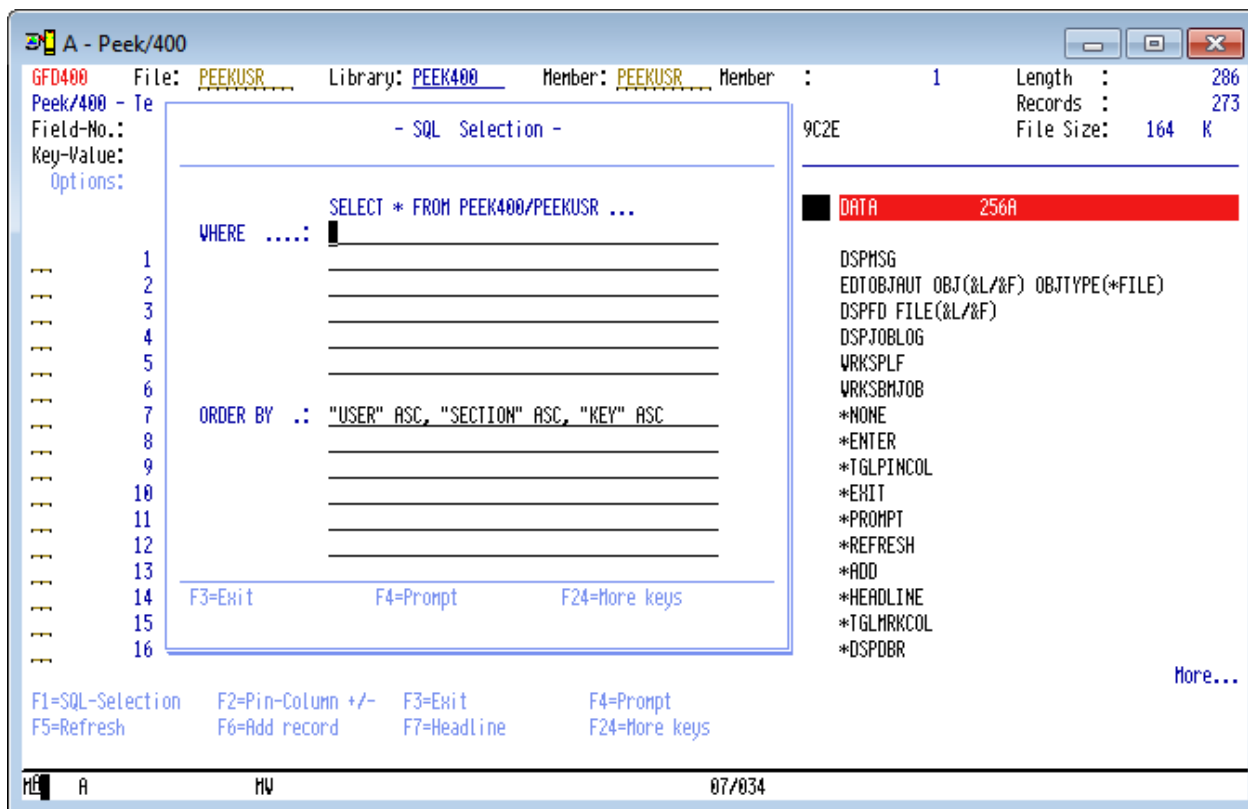 A - Peek/400
GFD400 File: PEEKUSR Library: PEEK400 Member: PEEKUSR Member : 1 Length : 286
Peek/400 - Te Records : 273
Field-No.: - SQL Selection - 9C2E File Size: 164 K
Key-Value:
Options:
SELECT * FROM PEEK400/PEEKUSR ... DATA 256A
WHERE ....:
1 DSPMSG
2 EDTOBJAUT OBJ(&L/&F) OBJTYPE(*FILE)
3 DSPFD FILE(&L/&F)
4 DSPJOBLOG
5 WRKSPLF
6 WRKSBMJOB
7 ORDER BY .: "USER" ASC, "SECTION" ASC, "KEY" ASC *NONE
8 *ENTER
9 *TGLPINCOL
10 *EXIT
11 *PROMPT
12 *REFRESH
13 *ADD
14 F3=Exit F4=Prompt F24=More keys *HEADLINE
15 *TGLMRKCOL
16 *DSPDBR
More...
F1=SQL-Selection F2=Pin-Column +/- F3=Exit F4=Prompt
F5=Refresh F6=Add record F7=Headline F24=More keys
MA A MW 07/034